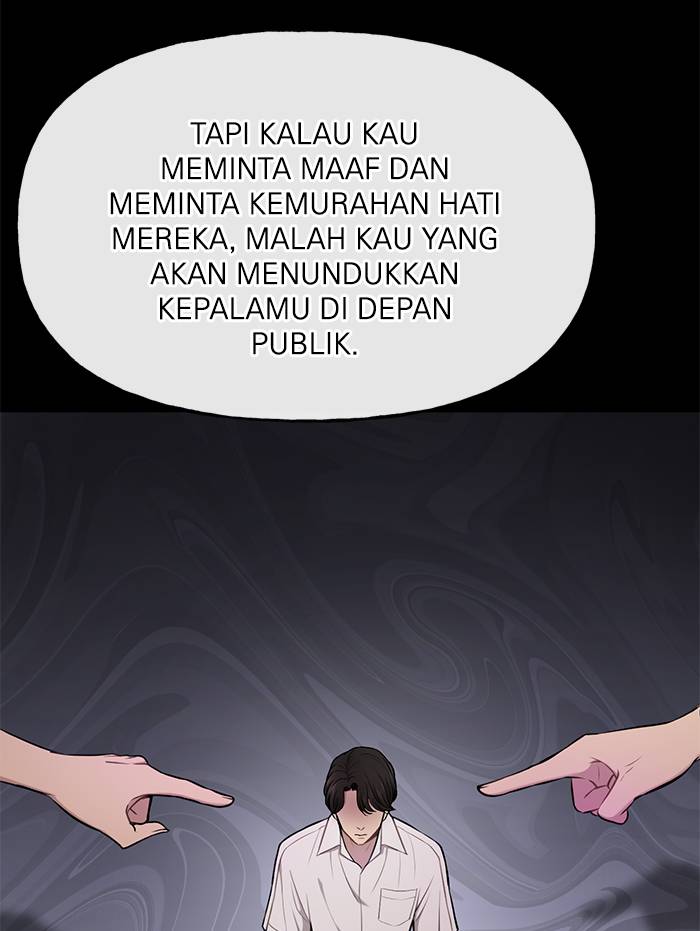 TAPI KALAU KAU
MEMINTA MAAF DAN
MEMINTA KEMURAHAN HATI
MEREKA, MALAH KAU YANG
AKAN MENUNDUKKAN
KEPALAMU DI DEPAN
PUBLIK.